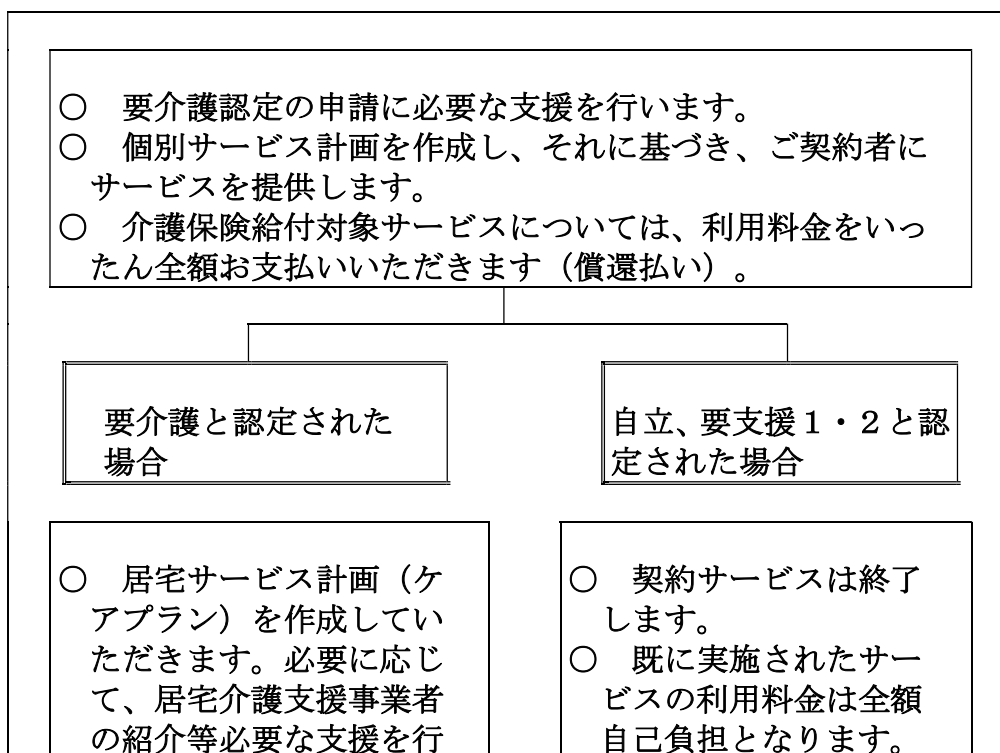 ○　要介護認定の申請に必要な支援を行います。
○　個別サービス計画を作成し、それに基づき、ご契約者に
サービスを提供します。
○　介護保険給付対象サービスについては、利用料金をいっ
たん全額お支払いいただきます（償還払い）。
要介護と認定された
場合
自立、要支援１・２と認
定された場合
○　居宅サービス計画（ケ
アプラン）を作成してい
ただきます。必要に応じ
て、居宅介護支援事業者
の紹介等必要な支援を行
○　契約サービスは終了
します。
○　既に実施されたサー
ビスの利用料金は全額
自己負担となります。